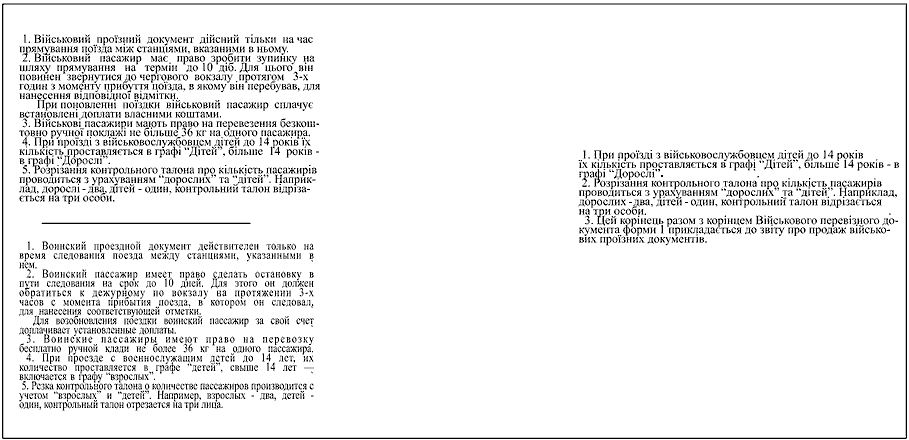 1. Військовий проїзний документ дійсний тільки на час
прямування поїзда між станціями, вказаними в ньому.
2. Військовий пасажир має право зробити зупинку на
шляху прямування на термін до 10 діб. Для цього він
повинен звернутися до чергового вокзалу протягом 3-х
годин з моменту прибуття поїзда, в якому він перебував, для
нанесення відповідної відмітки.
При поновленні поїздки військовий пасажир сплачує
встановлені доплати власними коштами.
3. Військові пасажири мають право на перевезення безкош-
товно ручної поклажі не більше 36 кг на одного пасажира.
4. При проїзді з військовослужбовцем дітей до 14 років їх
кількість проставляється в графі “Дітей”, більше 14 років -
в графі “Дорослі”.
5. Розрізання контрольного талона про кількість пасажирів
проводиться з урахуванням “дорослих” та “дітей”. Наприк-
лад, дорослі - два, дітей - один, контрольний талон відріза-
ється на три особи.
1. Воинский проездной документ действителен только на
время следования поезда между станциями, указанными в
нем.
2. Воинский пассажир имеет право сделать остановку в
пути следования на срок до 10 дней. Для этого он должен
обратиться к дежурному по вокзалу на протяжении 3-х
часов с момента прибытия поезда, в котором он следовал,
для нанесения соответствующей отметки.
Для возобновления поездки воинский пассажир за свой счет
доплачивает установленные доплаты.
3. Воинские пассажиры имеют право на перевозку
бесплатно ручной клади не более 36 кг на одного пассажира.
4. При проезде с военнослужащим детей до 14 лет, их
количество проставляется в графе “детей”, свыше 14 лет —
включается в графу “взрослых”.
5. Резка контрольного талона о количестве пассажиров производится с
учетом “взрослых” и “детей”. Например, взрослых - два, детей -
один, контрольный талон отрезается на три лица.
1. При проїзді з військовослужбовцем дітей до 14 років
їх кількість проставляється в графі “Дітей”, більше 14 років - в
графі “Дорослі”.
2. Розрізання контрольного талона про кількість пасажирів
проводиться з урахуванням “дорослих” та “дітей”. Наприклад,
дорослих -два, дітей - один, контрольний талон відрізається
на три особи.
3. Цей корінець разом з корінцем Військового перевізного до-
кумента форми 1 прикладається до звіту про продаж військо-
вих проїзних документів.